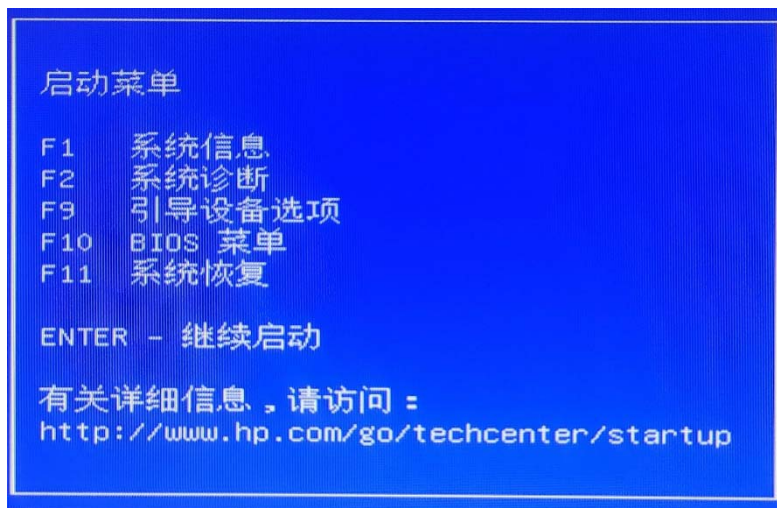 启动菜单
F1 系统信息
F2 系统诊断
F9 引导设备选项
F10 BIOS 菜单
F11 系统恢复
ENTER - 继续启动
有关详细信息，请访问：
http://www.hp.com/go/techcenter/startup